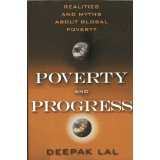 REALITIES AND MYTHS
ABOUT GLOBAL
POVERTY
POVERTY
AND
PROGRESS
DEEPAK LAL